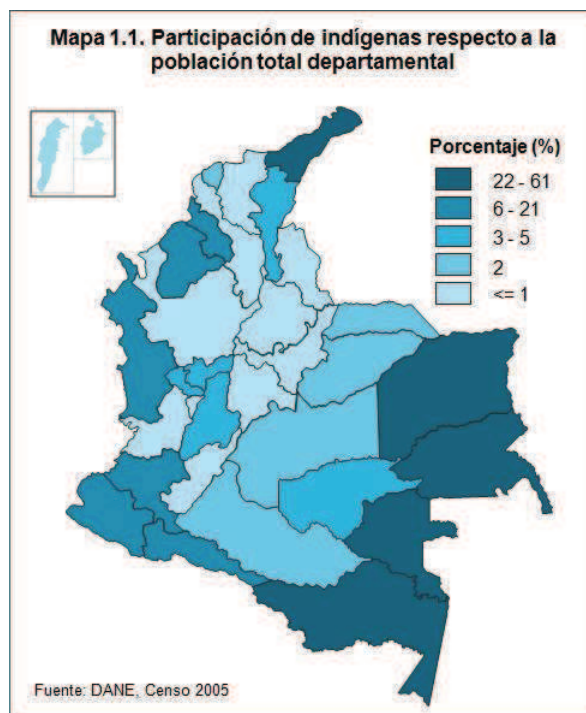 Mapa 1.1. Participación de indígenas respecto a la
población total departamental
Porcentaje (%)
22 - 61
6 - 21
3 - 5
2
<= 1
Fuente: DANE, Censo 2005